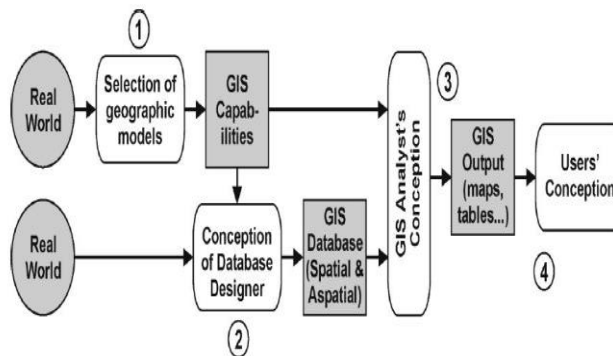 1
Real
World
Selection of
geographic
models
GIS
Capab-
ilities
GIS Analyst's
Conception
3
GIS
Output
(maps,
tables...)
Users'
Conception
4
Real
World
Conception
of Database
Designer
2
GIS
Database
(Spatial &
Aspatial)